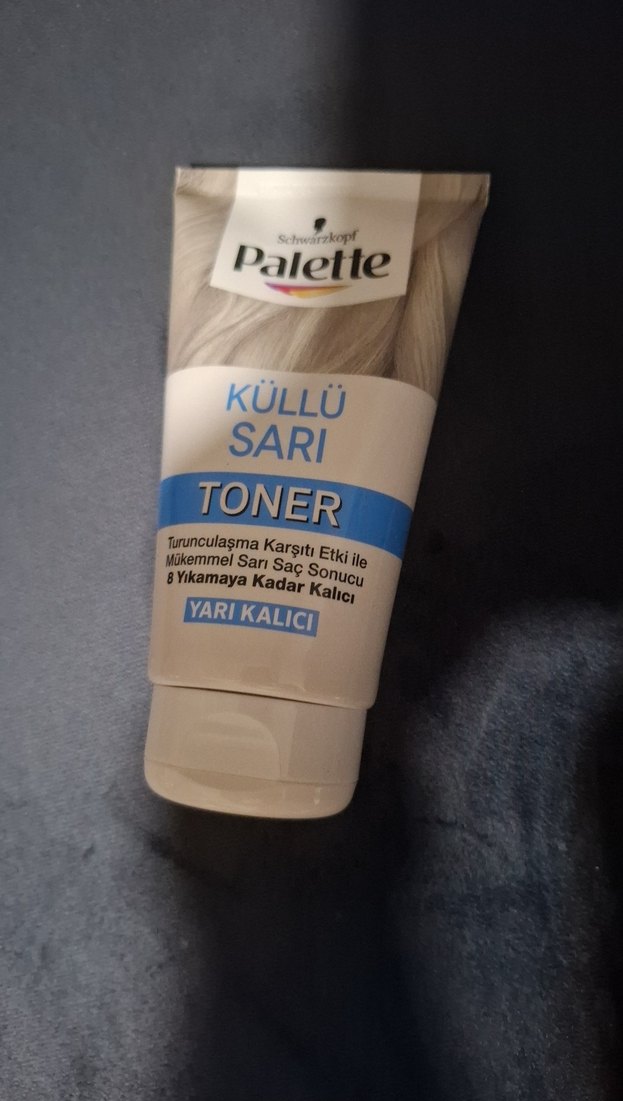 Schwarzkopf
Palette
KÜLLÜ
SARI
TONER
Turunculaşma Karşıtı Etki ile
Mükemmel Sarı Saç Sonucu
8 Yıkamaya Kadar Kalıcı
YARI KALICI